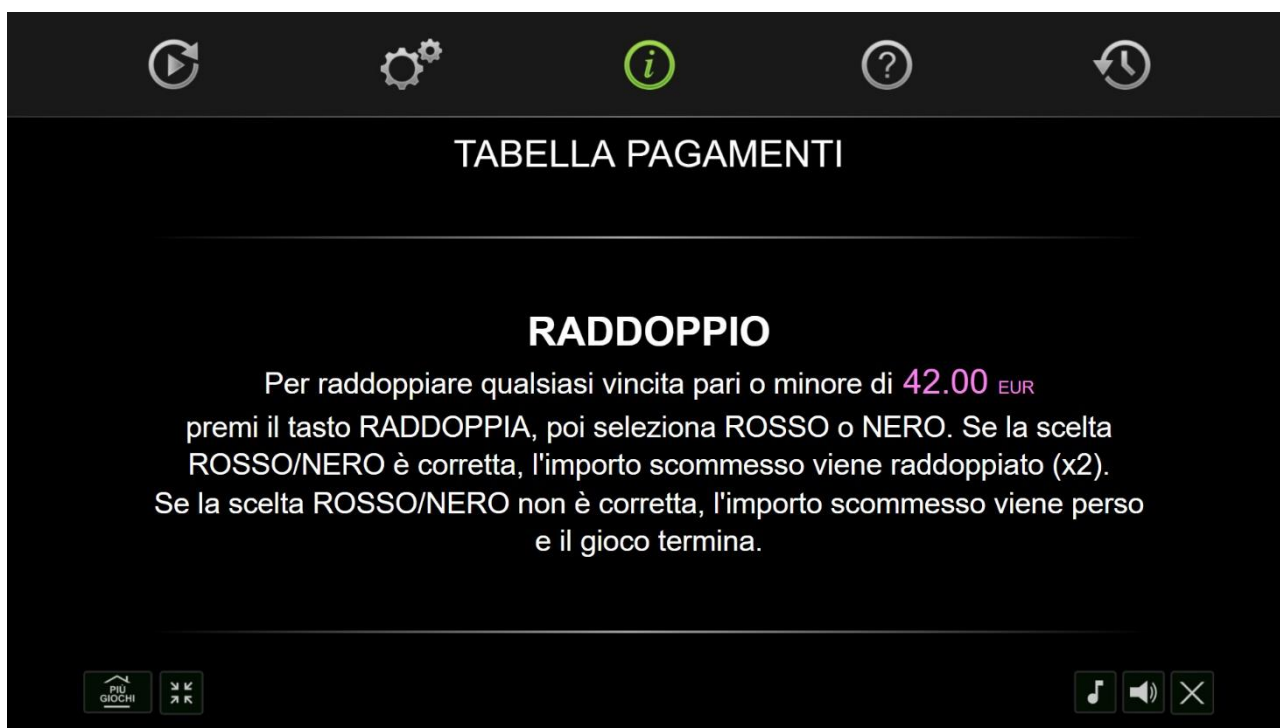 TABELLA PAGAMENTI
RADDOPPIO
Per raddoppiare qualsiasi vincita pari o minore di 42.00 EUR
premi il tasto RADDOPPIA, poi seleziona ROSSO o NERO. Se la scelta
ROSSO/NERO è corretta, l'importo scommesso viene raddoppiato (x2).
Se la scelta ROSSO/NERO non è corretta, l'importo scommesso viene perso
e il gioco termina.
PIÙ
GIOCHI